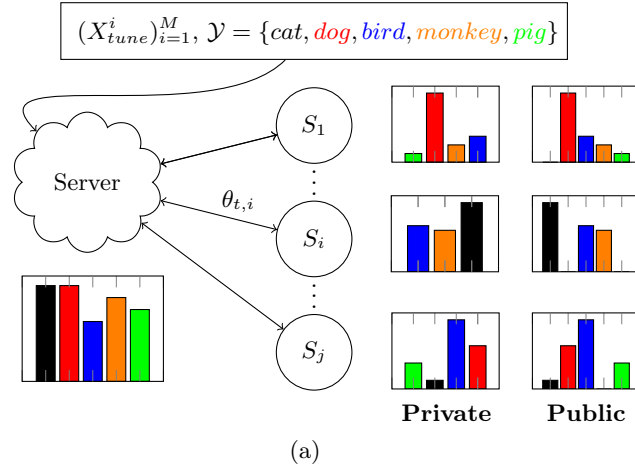 (X^i_{tune})^M_{i=1}, 𝒴 = {cat, dog, bird, monkey, pig}
Server
S_1
θ_{t,i}
S_i
S_j
Private Public
(a)